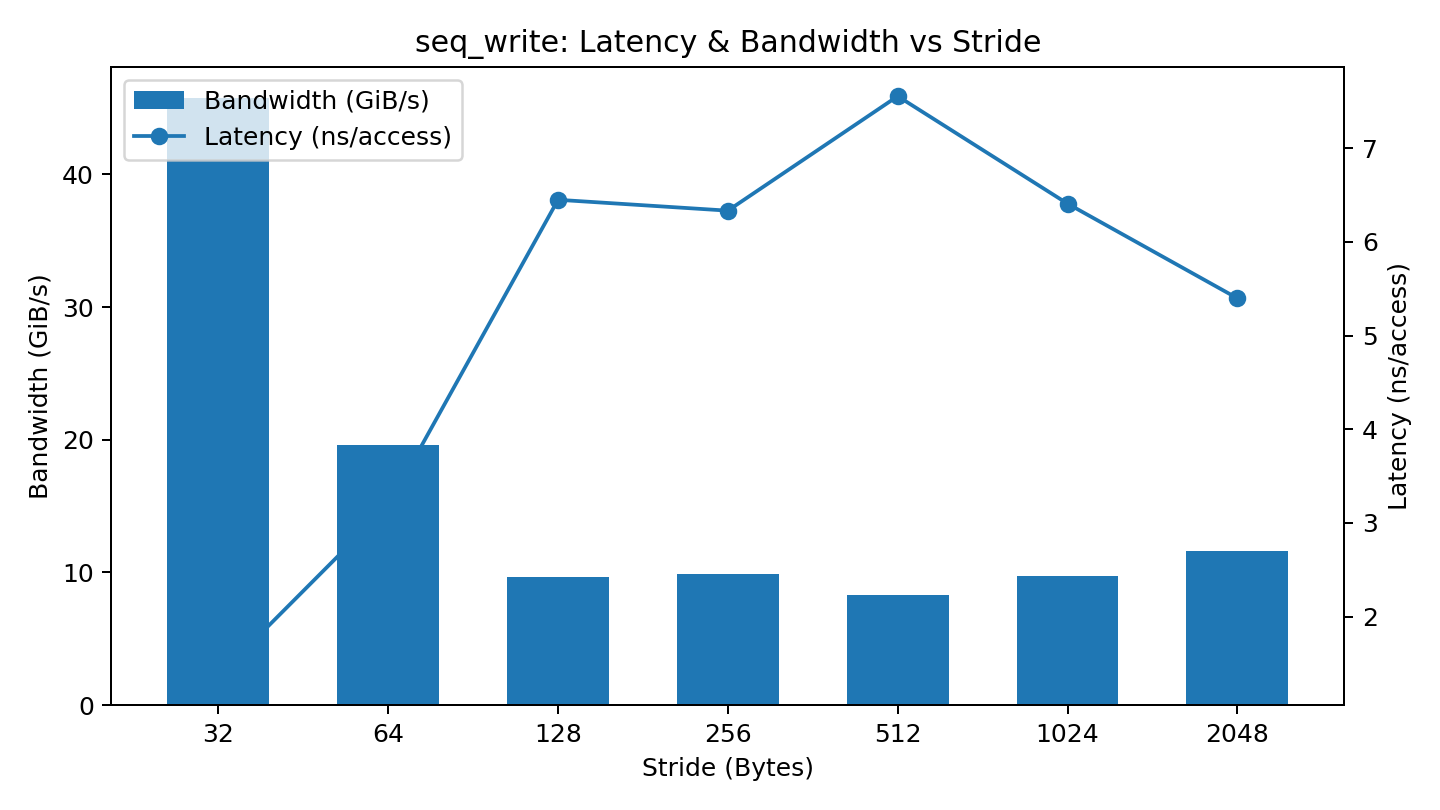 seq_write: Latency & Bandwidth vs Stride
Bandwidth (GiB/s)
Latency (ns/access)
40
30
20
10
0
Bandwidth (GiB/s)
7
6
5
4
3
2
Latency (ns/access)
32 64 128 256 512 1024 2048
Stride (Bytes)